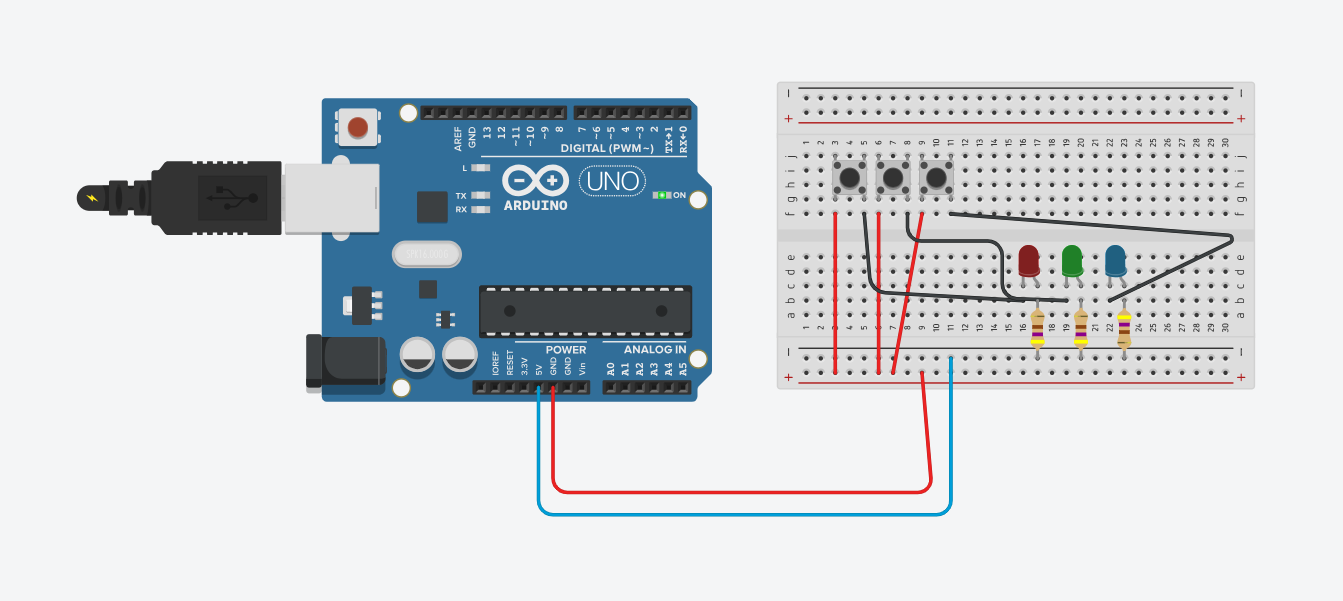 AREF
GND
13
12
~11
~10
~9
8
7
~6
~5
4
~3
2
TX→1
RX←0
DIGITAL (PWM~)
L
TX
RX
UNO
ON
ARDUINO
POWER
ANALOG IN
IOREF
RESET
3.3V
5V
GND
GND
Vin
A0
A1
A2
A3
A4
A5
− −
+ +
1 2 3 4 5 6 7 8 9 10 11 12 13 14 15 16 17 18 19 20 21 22 23 24 25 26 27 28 29 30
j j
i i
h h
g g
f f
e e
d d
c c
b b
a a
1 2 3 4 5 6 7 8 9 10 11 12 13 14 15 16 17 18 19 20 21 22 23 24 25 26 27 28 29 30
− −
+ +